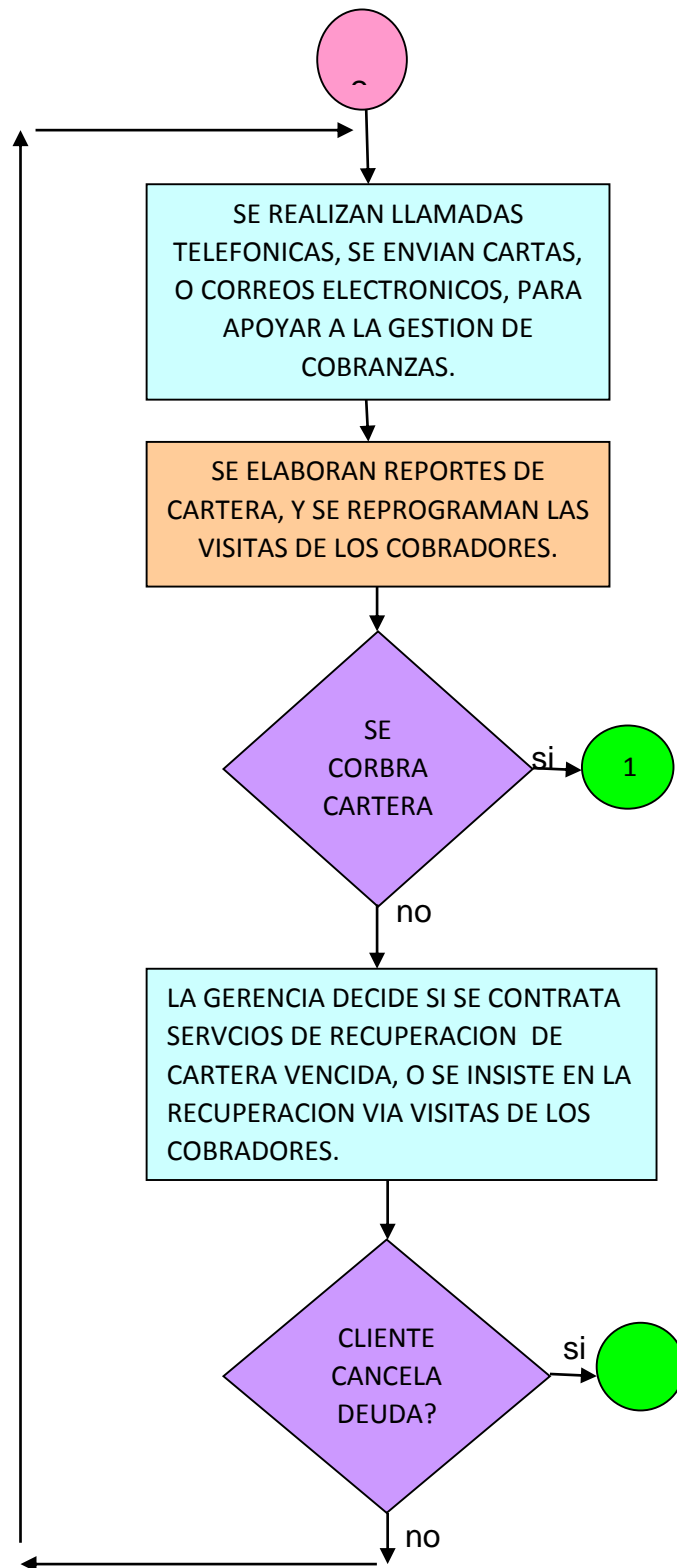 SE REALIZAN LLAMADAS
TELEFONICAS, SE ENVIAN CARTAS,
O CORREOS ELECTRONICOS, PARA
APOYAR A LA GESTION DE
COBRANZAS.
SE ELABORAN REPORTES DE
CARTERA, Y SE REPROGRAMAN LAS
VISITAS DE LOS COBRADORES.
SE
CORBRA
CARTERA
si
1
no
LA GERENCIA DECIDE SI SE CONTRATA
SERVCIOS DE RECUPERACION DE
CARTERA VENCIDA, O SE INSISTE EN LA
RECUPERACION VIA VISITAS DE LOS
COBRADORES.
CLIENTE
CANCELA
DEUDA?
si
no